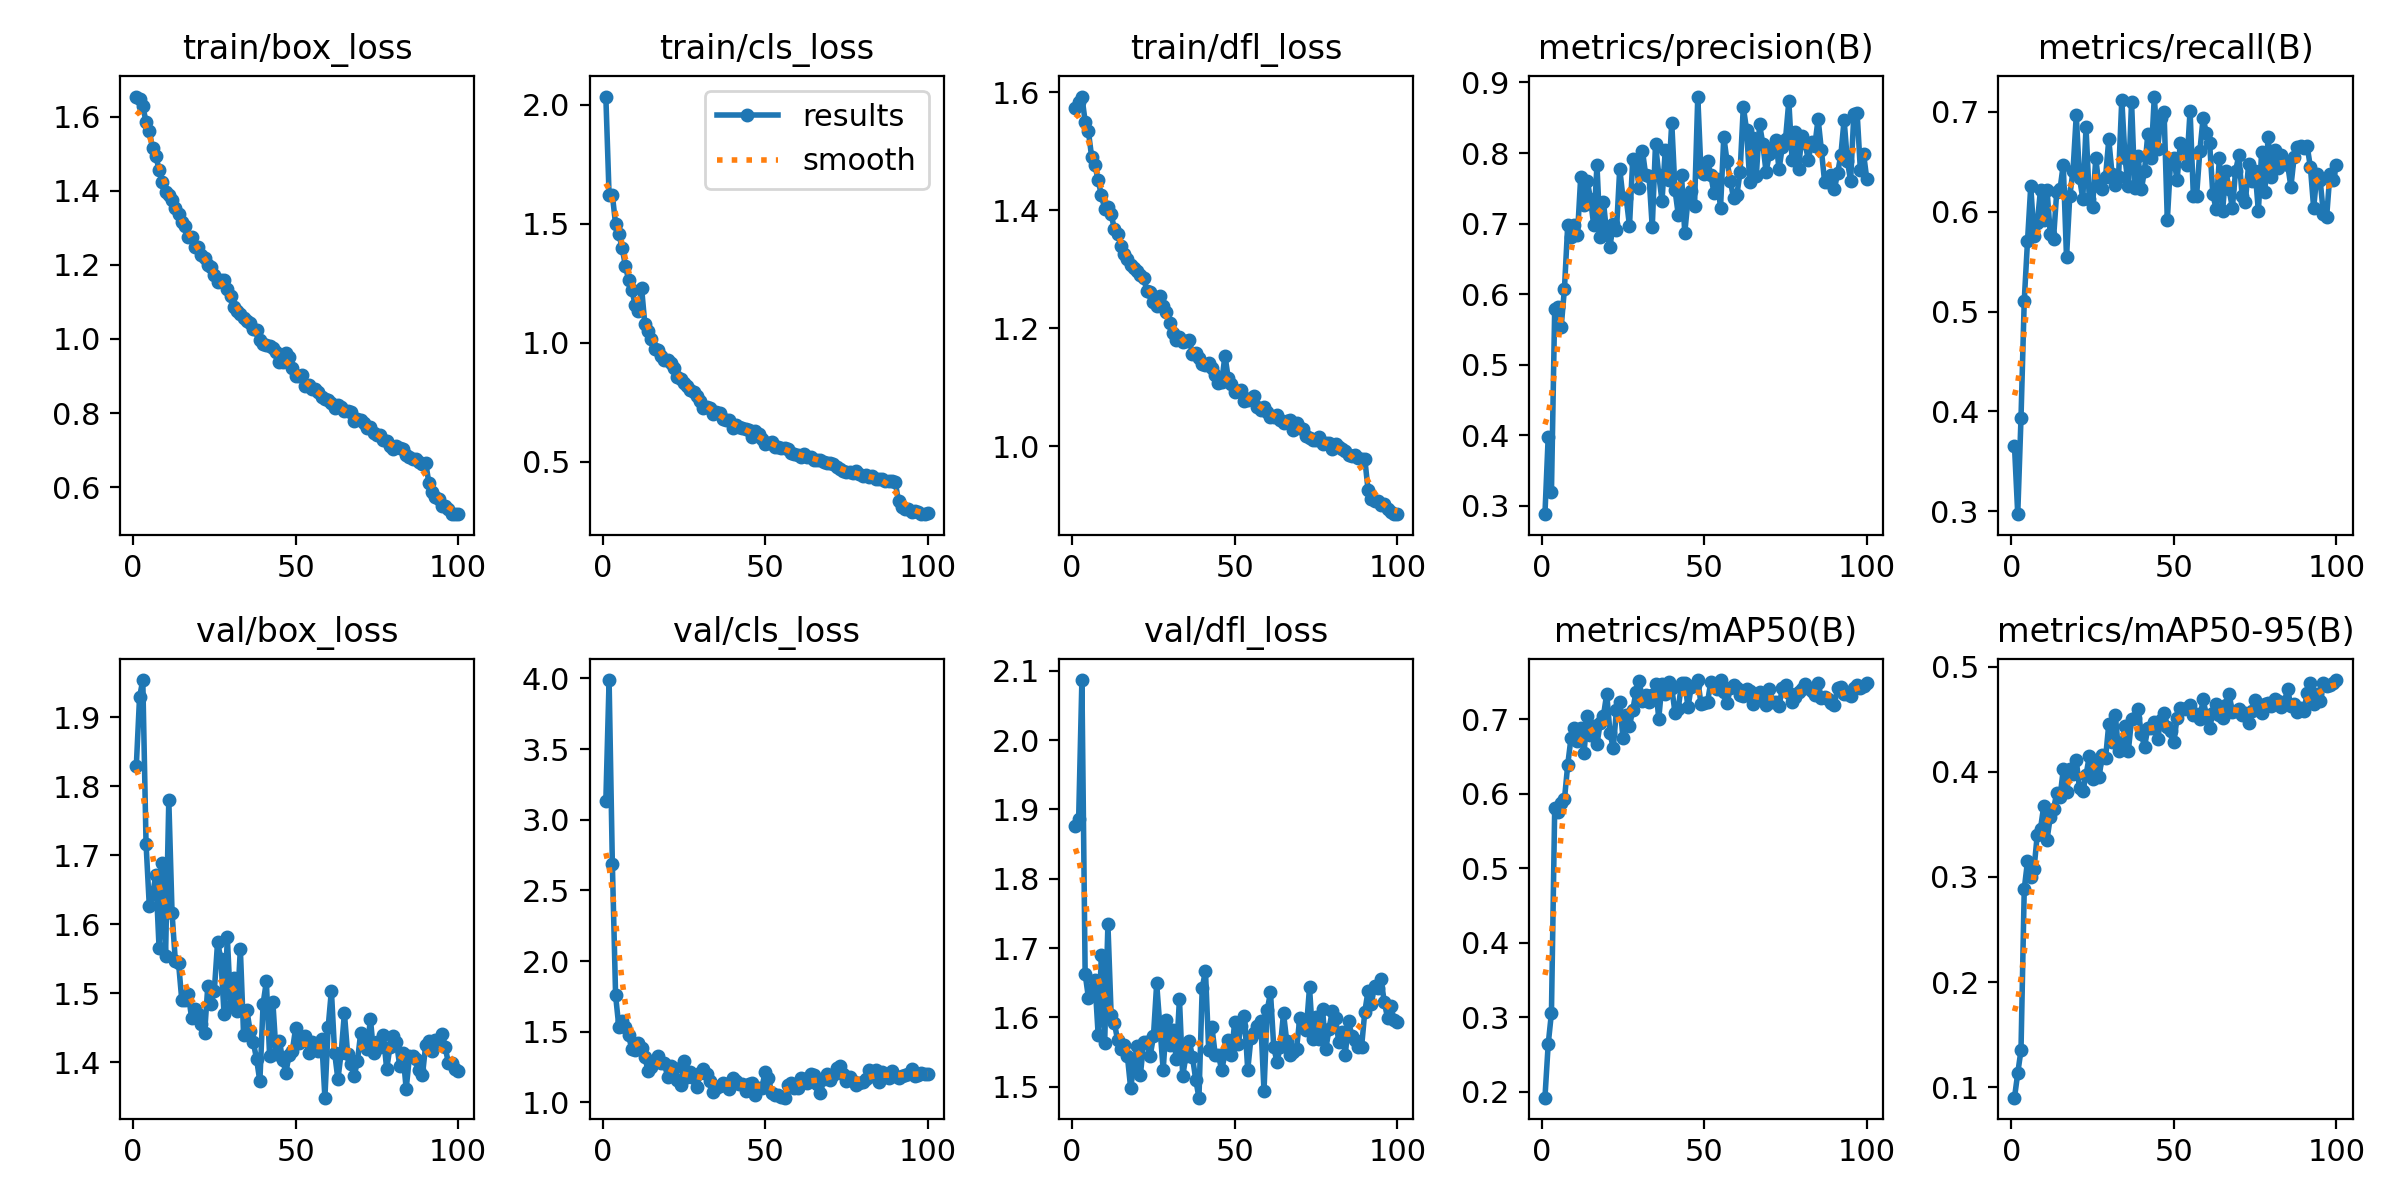 train/box_loss
1.6
1.4
1.2
1.0
0.8
0.6
0 50 100
train/cls_loss
results
smooth
2.0
1.5
1.0
0.5
0 50 100
train/dfl_loss
1.6
1.4
1.2
1.0
0 50 100
metrics/precision(B)
0.9
0.8
0.7
0.6
0.5
0.4
0.3
0 50 100
metrics/recall(B)
0.7
0.6
0.5
0.4
0.3
0 50 100
val/box_loss
1.9
1.8
1.7
1.6
1.5
1.4
0 50 100
val/cls_loss
4.0
3.5
3.0
2.5
2.0
1.5
1.0
0 50 100
val/dfl_loss
2.1
2.0
1.9
1.8
1.7
1.6
1.5
0 50 100
metrics/mAP50(B)
0.7
0.6
0.5
0.4
0.3
0.2
0 50 100
metrics/mAP50-95(B)
0.5
0.4
0.3
0.2
0.1
0 50 100